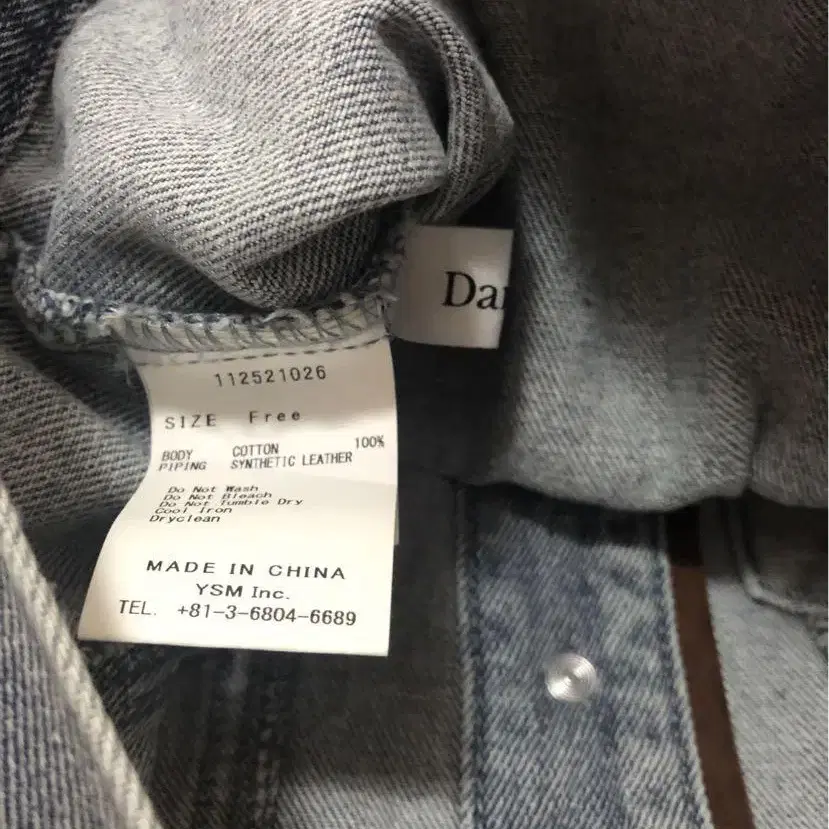 Da
112521026
SIZE Free
BODY COTTON 100%
PIPING SYNTHETIC LEATHER
Do Not Wash
Do Not Bleach
Do Not Tumble Dry
Cool Iron
Dryclean
MADE IN CHINA
YSM Inc.
TEL. +81-3-6804-6689